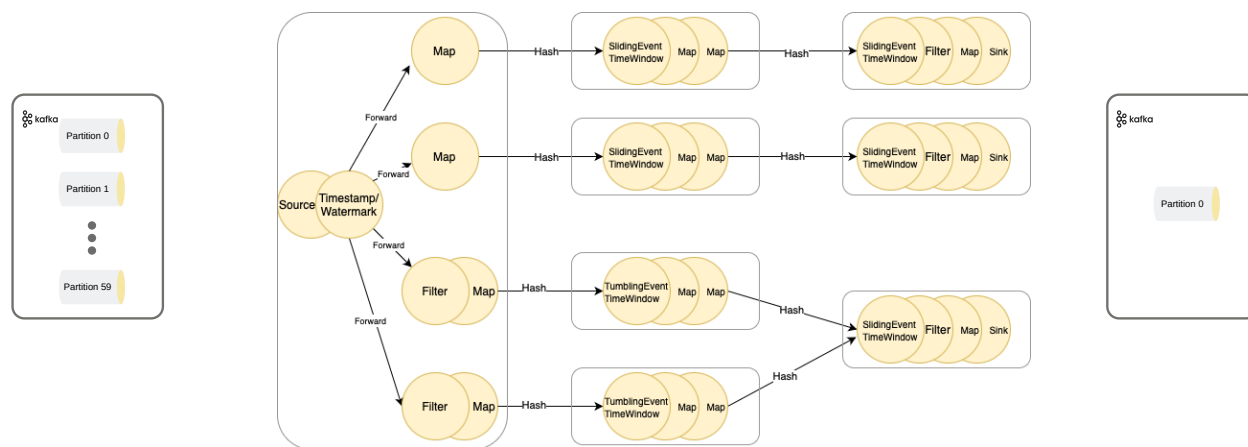 kafka
Partition 0
Partition 1
Partition 59
Source
Timestamp/
Watermark
Forward
Map
Hash
SlidingEvent
TimeWindow
Map
Map
Hash
SlidingEvent
TimeWindow
Filter
Map
Sink
Forward
Map
Hash
SlidingEvent
TimeWindow
Map
Map
Hash
SlidingEvent
TimeWindow
Filter
Map
Sink
Forward
Filter
Map
Hash
TumblingEvent
TimeWindow
Map
Map
Hash
Forward
Filter
Map
Hash
TumblingEvent
TimeWindow
Map
Map
Hash
SlidingEvent
TimeWindow
Filter
Map
Sink
kafka
Partition 0